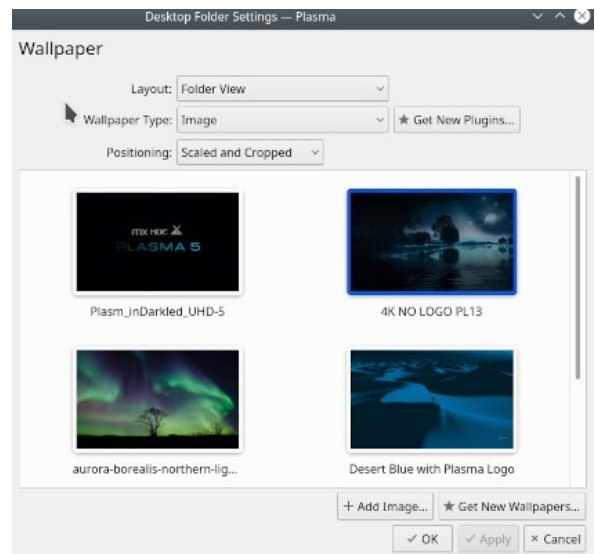 Desktop Folder Settings — Plasma
Wallpaper
Layout: Folder View
Wallpaper Type: Image ★ Get New Plugins...
Positioning: Scaled and Cropped
PLASMA 5
Plasm_inDarkled_UHD-5 4K NO LOGO PL13
aurora-borealis-northern-lig... Desert Blue with Plasma Logo
+ Add Image... ★ Get New Wallpapers...
✓ OK ✓ Apply × Cancel